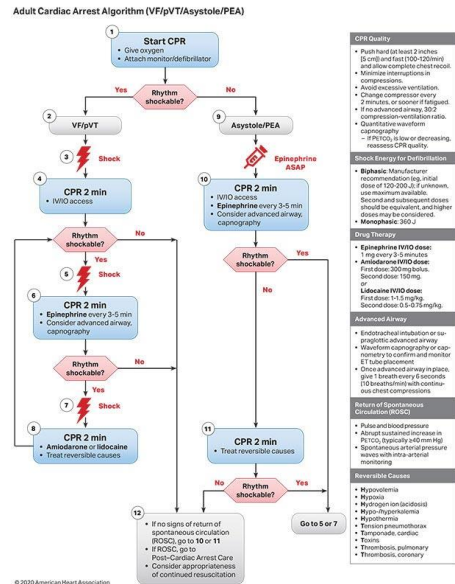 Adult Cardiac Arrest Algorithm (VF/pVT/Asystole/PEA)
1
Start CPR
• Give oxygen
• Attach monitor/defibrillator
Yes
Rhythm
shockable?
No
2
VF/pVT
9
Asystole/PEA
3
Shock
Epinephrine
ASAP
4
CPR 2 min
• IV/IO access
10
CPR 2 min
• IV/IO access
• Epinephrine every 3-5 min
• Consider advanced airway,
capnography
Rhythm
shockable?
No
Yes
Rhythm
shockable?
Yes
No
5
Shock
6
CPR 2 min
• Epinephrine every 3-5 min
• Consider advanced airway,
capnography
Rhythm
shockable?
No
Yes
7
Shock
8
CPR 2 min
• Amiodarone or lidocaine
• Treat reversible causes
11
CPR 2 min
• Treat reversible causes
No
Rhythm
shockable?
Yes
12
• If no signs of return of
spontaneous circulation
(ROSC), go to 10 or 11
• If ROSC, go to
Post–Cardiac Arrest Care
• Consider appropriateness
of continued resuscitation
Go to 5 or 7
© 2020 American Heart Association
CPR Quality
• Push hard (at least 2 inches
[5 cm]) and fast (100-120/min)
and allow complete chest recoil.
• Minimize interruptions in
compressions.
• Avoid excessive ventilation.
• Change compressor every
2 minutes, or sooner if fatigued.
• If no advanced airway, 30:2
compression-ventilation ratio.
• Quantitative waveform
capnography
– If PETCO2 is low or decreasing,
reassess CPR quality.
Shock Energy for Defibrillation
• Biphasic: Manufacturer
recommendation (eg, initial
dose of 120-200 J); if unknown,
use maximum available.
Second and subsequent doses
should be equivalent, and higher
doses may be considered.
• Monophasic: 360 J
Drug Therapy
• Epinephrine IV/IO dose:
1 mg every 3-5 minutes
• Amiodarone IV/IO dose:
First dose: 300 mg bolus.
Second dose: 150 mg.
or
Lidocaine IV/IO dose:
First dose: 1-1.5 mg/kg.
Second dose: 0.5-0.75 mg/kg.
Advanced Airway
• Endotracheal intubation or su-
praglottic advanced airway
• Waveform capnography or cap-
nometry to confirm and monitor
ET tube placement
• Once advanced airway in place,
give 1 breath every 6 seconds
(10 breaths/min) with continu-
ous chest compressions
Return of Spontaneous
Circulation (ROSC)
• Pulse and blood pressure
• Abrupt sustained increase in
PETCO2 (typically ≥40 mm Hg)
• Spontaneous arterial pressure
waves with intra-arterial
monitoring
Reversible Causes
• Hypovolemia
• Hypoxia
• Hydrogen ion (acidosis)
• Hypo-/hyperkalemia
• Hypothermia
• Tension pneumothorax
• Tamponade, cardiac
• Toxins
• Thrombosis, pulmonary
• Thrombosis, coronary